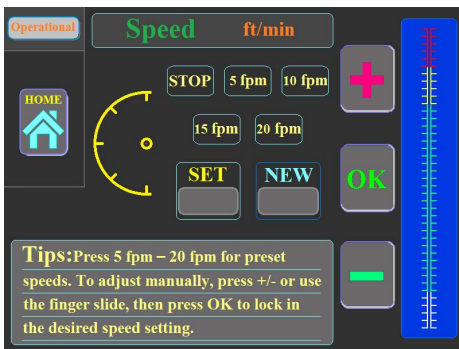 Operational
Speed ft/min
HOME
STOP 5 fpm 10 fpm
15 fpm 20 fpm
SET NEW
OK
Tips:Press 5 fpm – 20 fpm for preset
speeds. To adjust manually, press +/- or use
the finger slide, then press OK to lock in
the desired speed setting.